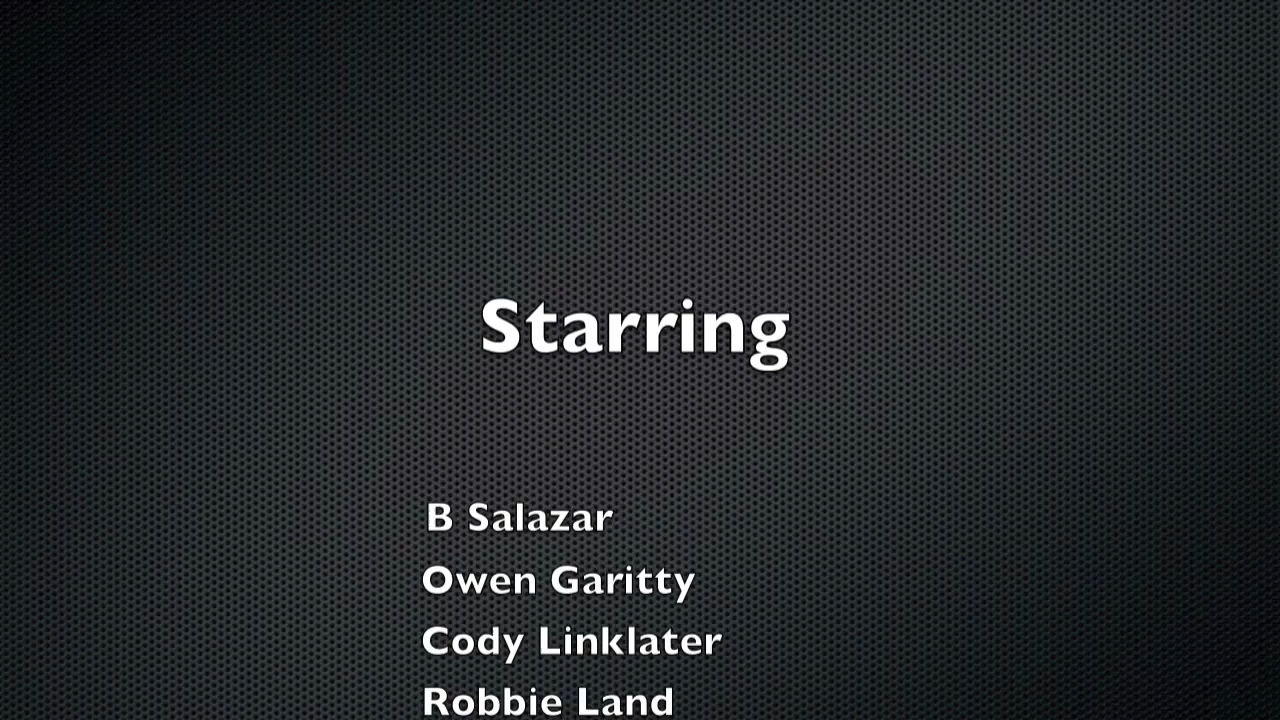 Starring
B Salazar
Owen Garitty
Cody Linklater
Robbie Land